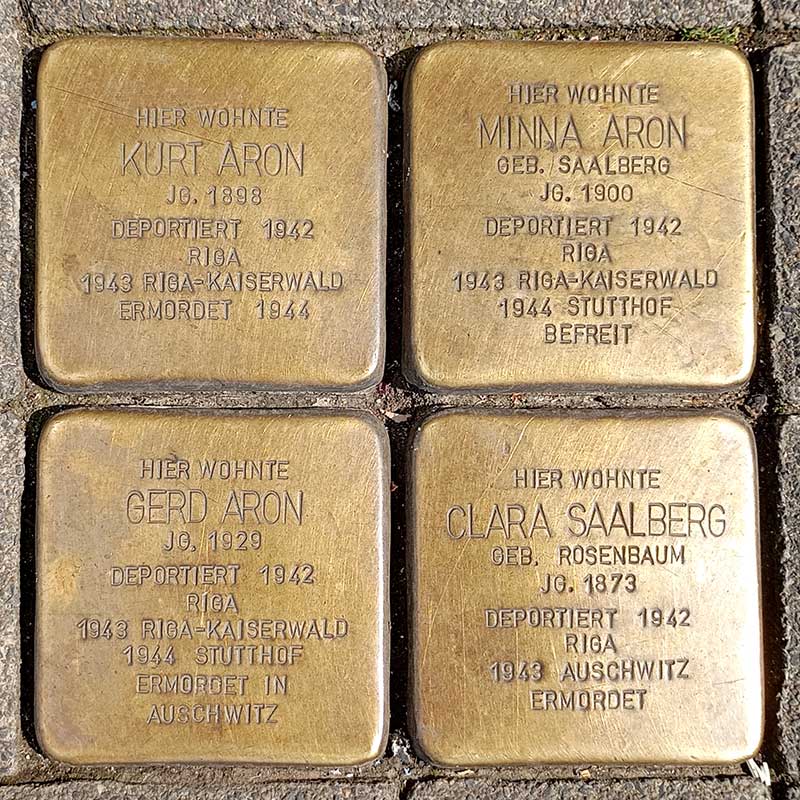 HIER WOHNTE
KURT ARON
JG. 1898
DEPORTIERT 1942
RIGA
1943 RIGA-KAISERWALD
ERMORDET 1944
HIER WOHNTE
MINNA ARON
GEB. SAALBERG
JG. 1900
DEPORTIERT 1942
RIGA
1943 RIGA-KAISERWALD
1944 STUTTHOF
BEFREIT
HIER WOHNTE
GERD ARON
JG. 1929
DEPORTIERT 1942
RIGA
1943 RIGA-KAISERWALD
1944 STUTTHOF
ERMORDET IN
AUSCHWITZ
HIER WOHNTE
CLARA SAALBERG
GEB. ROSENBAUM
JG. 1873
DEPORTIERT 1942
RIGA
1943 AUSCHWITZ
ERMORDET